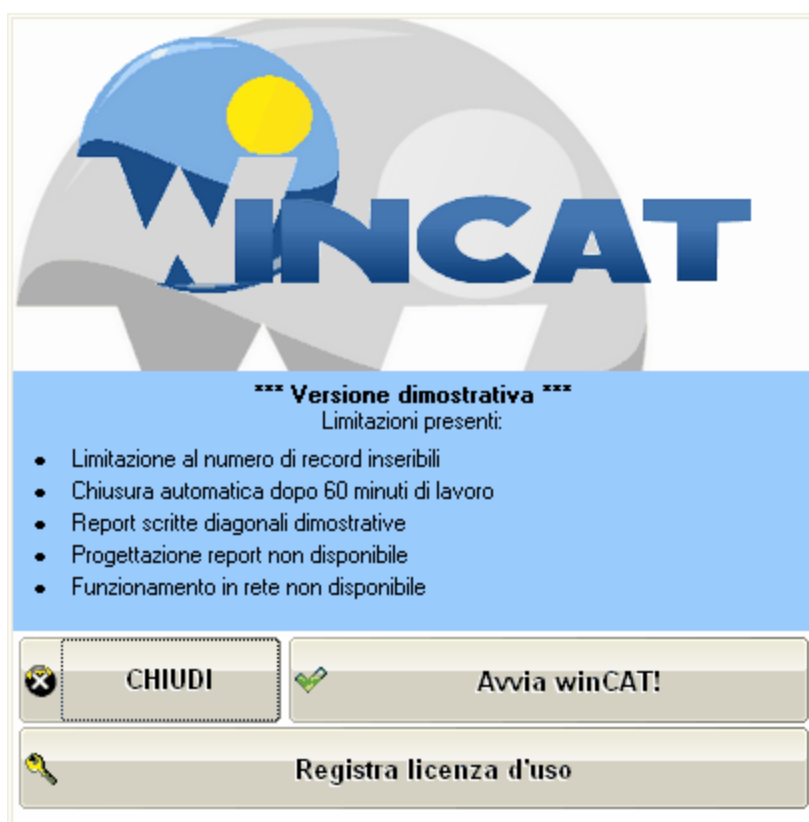 WINCAT
*** Versione dimostrativa ***
Limitazioni presenti:
• Limitazione al numero di record inseribili
• Chiusura automatica dopo 60 minuti di lavoro
• Report scritte diagonali dimostrative
• Progettazione report non disponibile
• Funzionamento in rete non disponibile
CHIUDI
Avvia winCAT!
Registra licenza d'uso